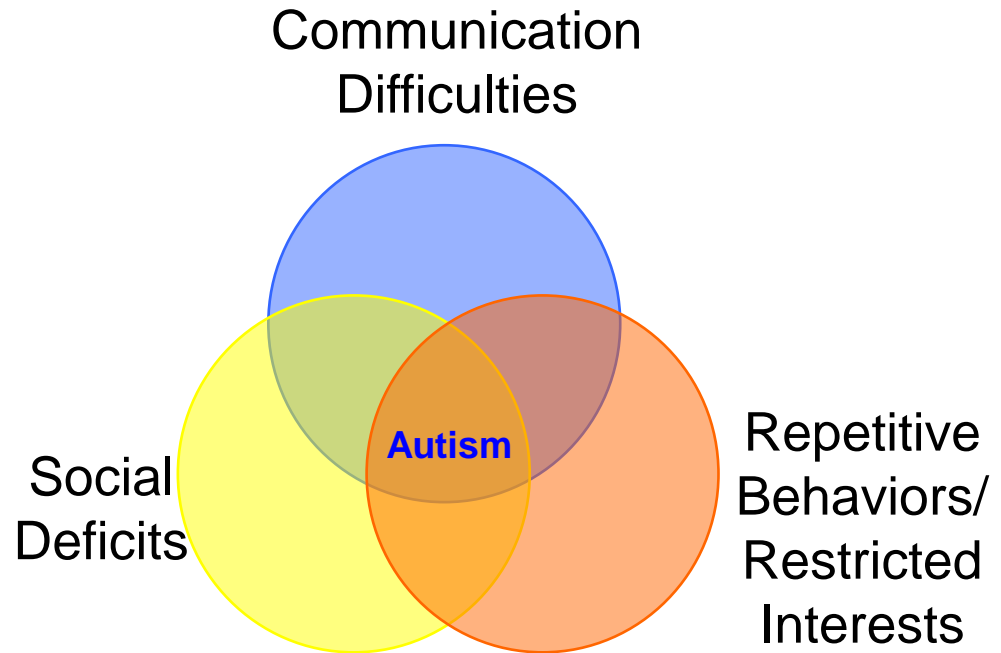 Communication
Difficulties
Autism
Social
Deficits
Repetitive
Behaviors/
Restricted
Interests